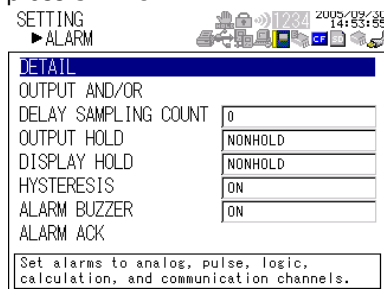 SETTING
►ALARM
1234
2005/09/30
14:53:55
CF
SD
DETAIL
OUTPUT AND/OR
DELAY SAMPLING COUNT 0
OUTPUT HOLD NONHOLD
DISPLAY HOLD NONHOLD
HYSTERESIS ON
ALARM BUZZER ON
ALARM ACK
Set alarms to analog, pulse, logic,
calculation, and communication channels.